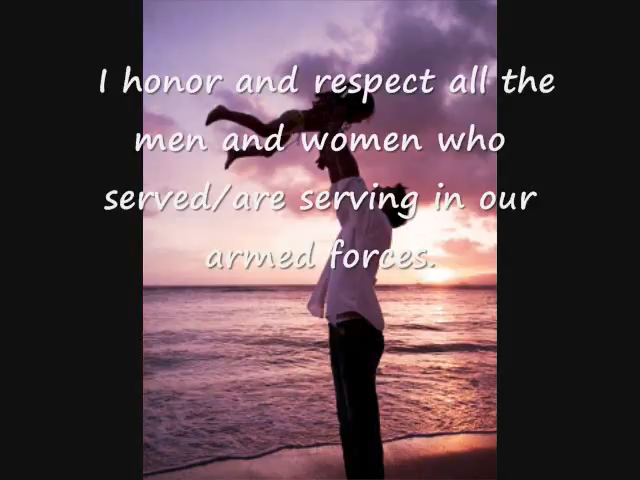 I honor and respect all the
men and women who
served/are serving in our
armed forces.